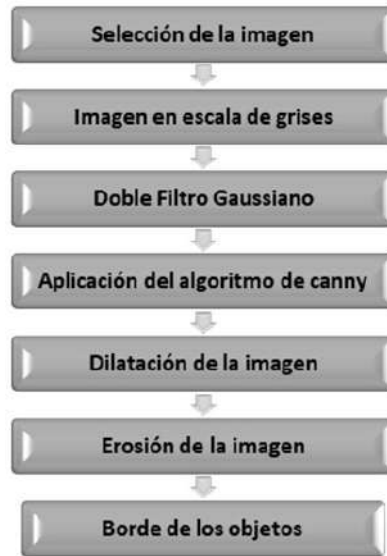 Selección de la imagen
Imagen en escala de grises
Doble Filtro Gaussiano
Aplicación del algoritmo de canny
Dilatación de la imagen
Erosión de la imagen
Borde de los objetos